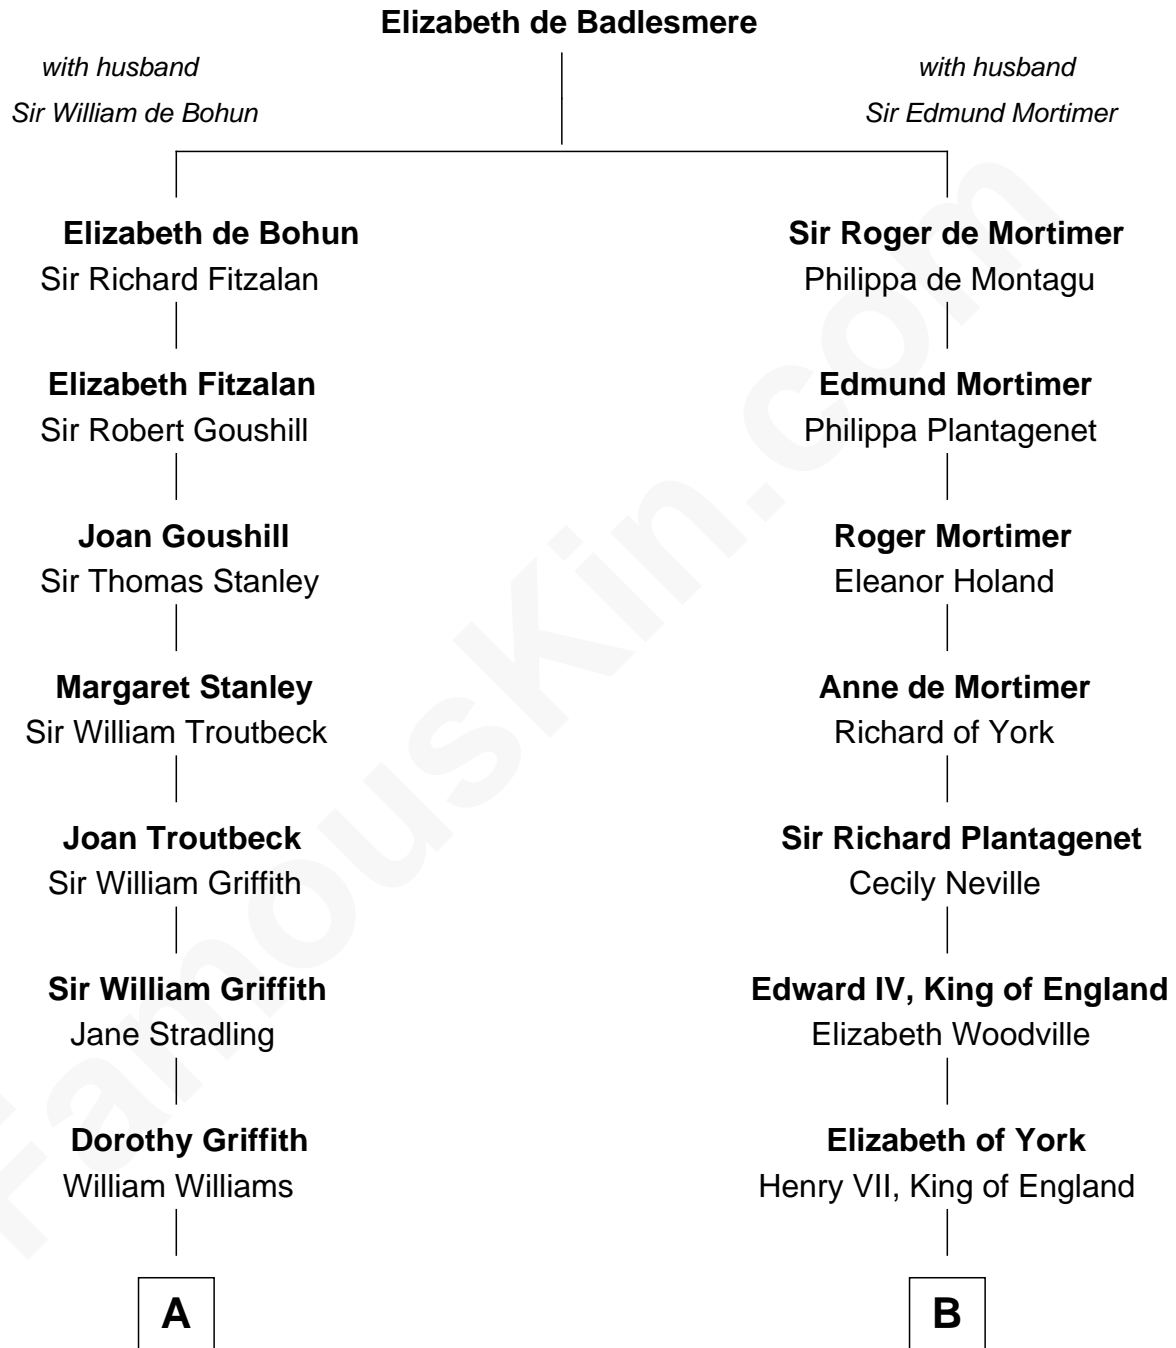 Elizabeth de Badlesmere
with husband
Sir William de Bohun
with husband
Sir Edmund Mortimer
Elizabeth de Bohun
Sir Richard Fitzalan
Elizabeth Fitzalan
Sir Robert Goushill
Joan Goushill
Sir Thomas Stanley
Margaret Stanley
Sir William Troutbeck
Joan Troutbeck
Sir William Griffith
Sir William Griffith
Jane Stradling
Dorothy Griffith
William Williams
A
Sir Roger de Mortimer
Philippa de Montagu
Edmund Mortimer
Philippa Plantagenet
Roger Mortimer
Eleanor Holand
Anne de Mortimer
Richard of York
Sir Richard Plantagenet
Cecily Neville
Edward IV, King of England
Elizabeth Woodville
Elizabeth of York
Henry VII, King of England
B
FamousKin.com